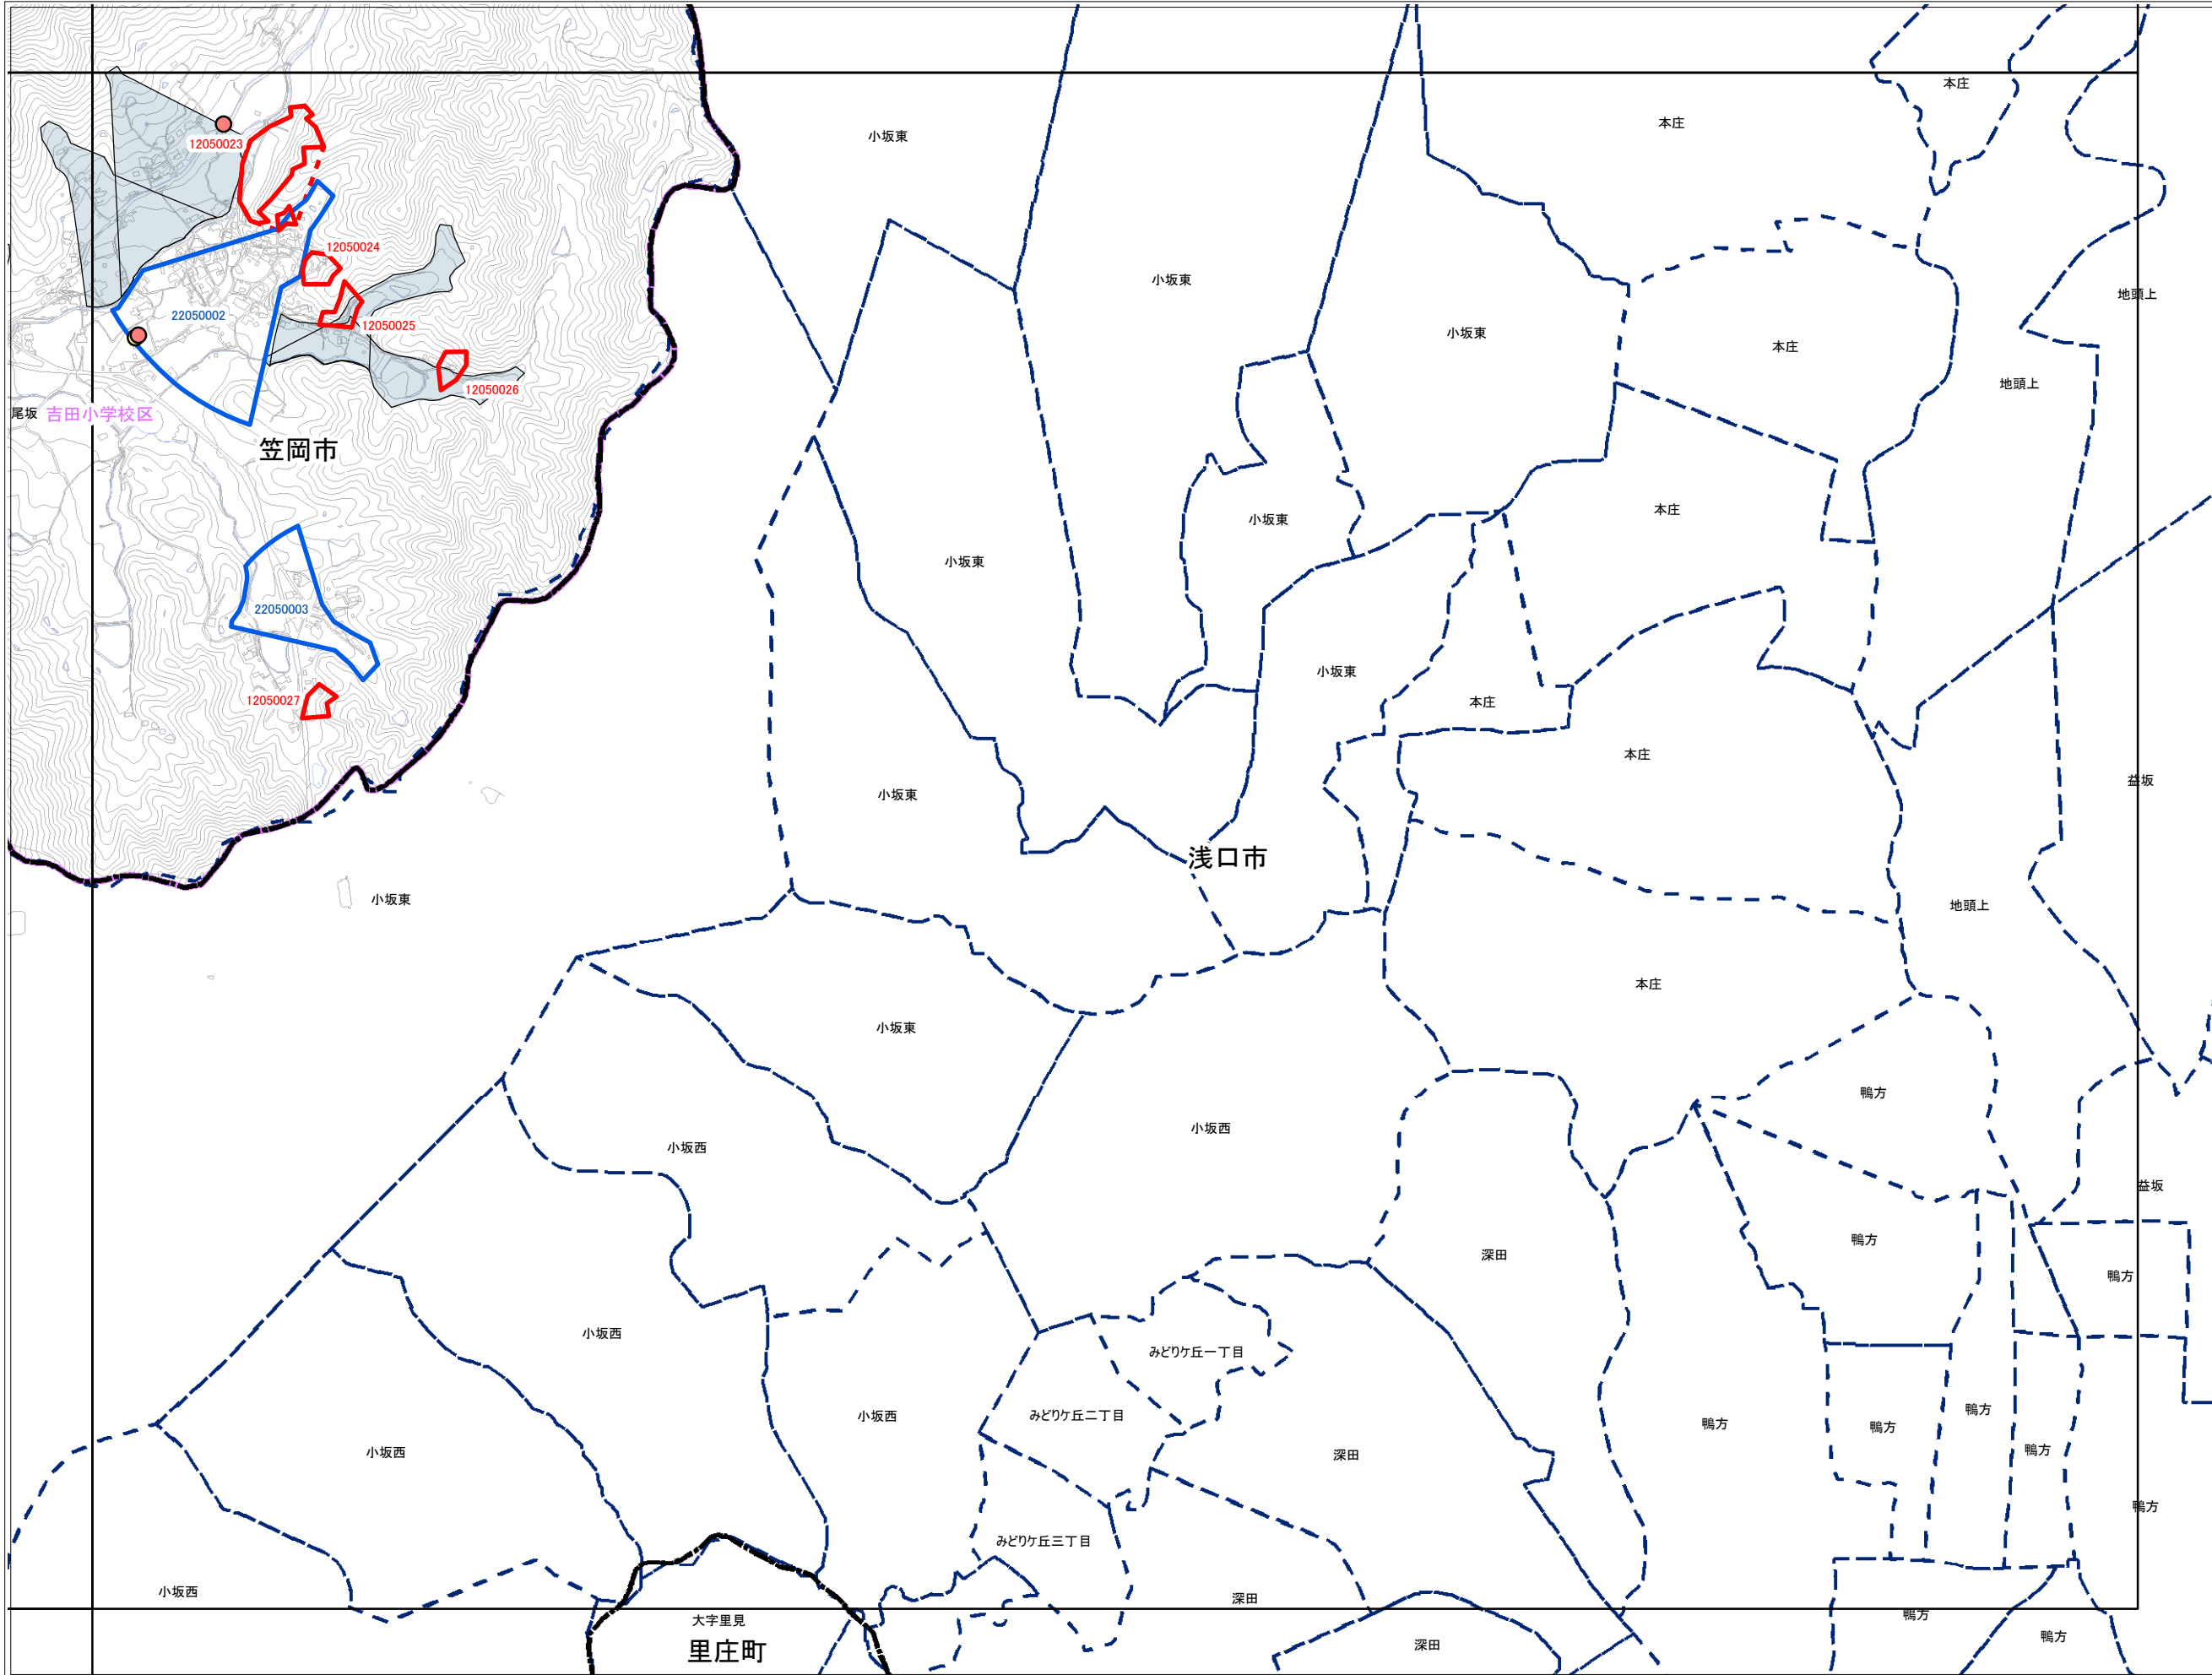 本庄
本庄
小坂東
12050023
12050024
小坂東
地頭上
22050002
12050025
小坂東
本庄
地頭上
12050026
尾坂
吉田小学校区
笠岡市
本庄
小坂東
小坂東
22050003
小坂東
12050027
本庄
本庄
益坂
小坂東
浅口市
小坂東
地頭上
本庄
小坂東
鴨方
小坂西
小坂西
益坂
鴨方
深田
鴨方
小坂西
みどりケ丘一丁目
小坂西
みどりケ丘二丁目
鴨方
鴨方
鴨方
小坂西
深田
鴨方
鴨方
みどりケ丘三丁目
小坂西
深田
鴨方
大字里見
鴨方
深田
里庄町